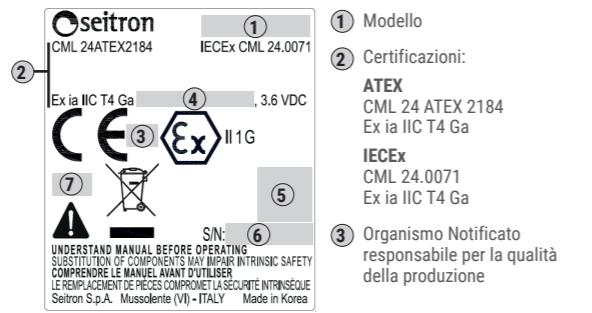 seitron
1
CML 24ATEX2184 IECEx CML 24.0071
2
Ex ia IIC T4 Ga 4 , 3.6 VDC
CE 3 Ex II 1 G
7
5
S/N: 6
UNDERSTAND MANUAL BEFORE OPERATING
SUBSTITUTION OF COMPONENTS MAY IMPAIR INTRINSIC SAFETY
COMPRENDRE LE MANUEL AVANT D'UTILISER
LE REMPLACEMENT DE PIÈCES COMPROMET LA SÉCURITÉ INTRINSÈQUE
Seitron S.p.A. Mussolente (VI) - ITALY Made in Korea
1 Modello
2 Certificazioni:
ATEX
CML 24 ATEX 2184
Ex ia IIC T4 Ga
IECEx
CML 24.0071
Ex ia IIC T4 Ga
3 Organismo Notificato
responsabile per la qualità
della produzione